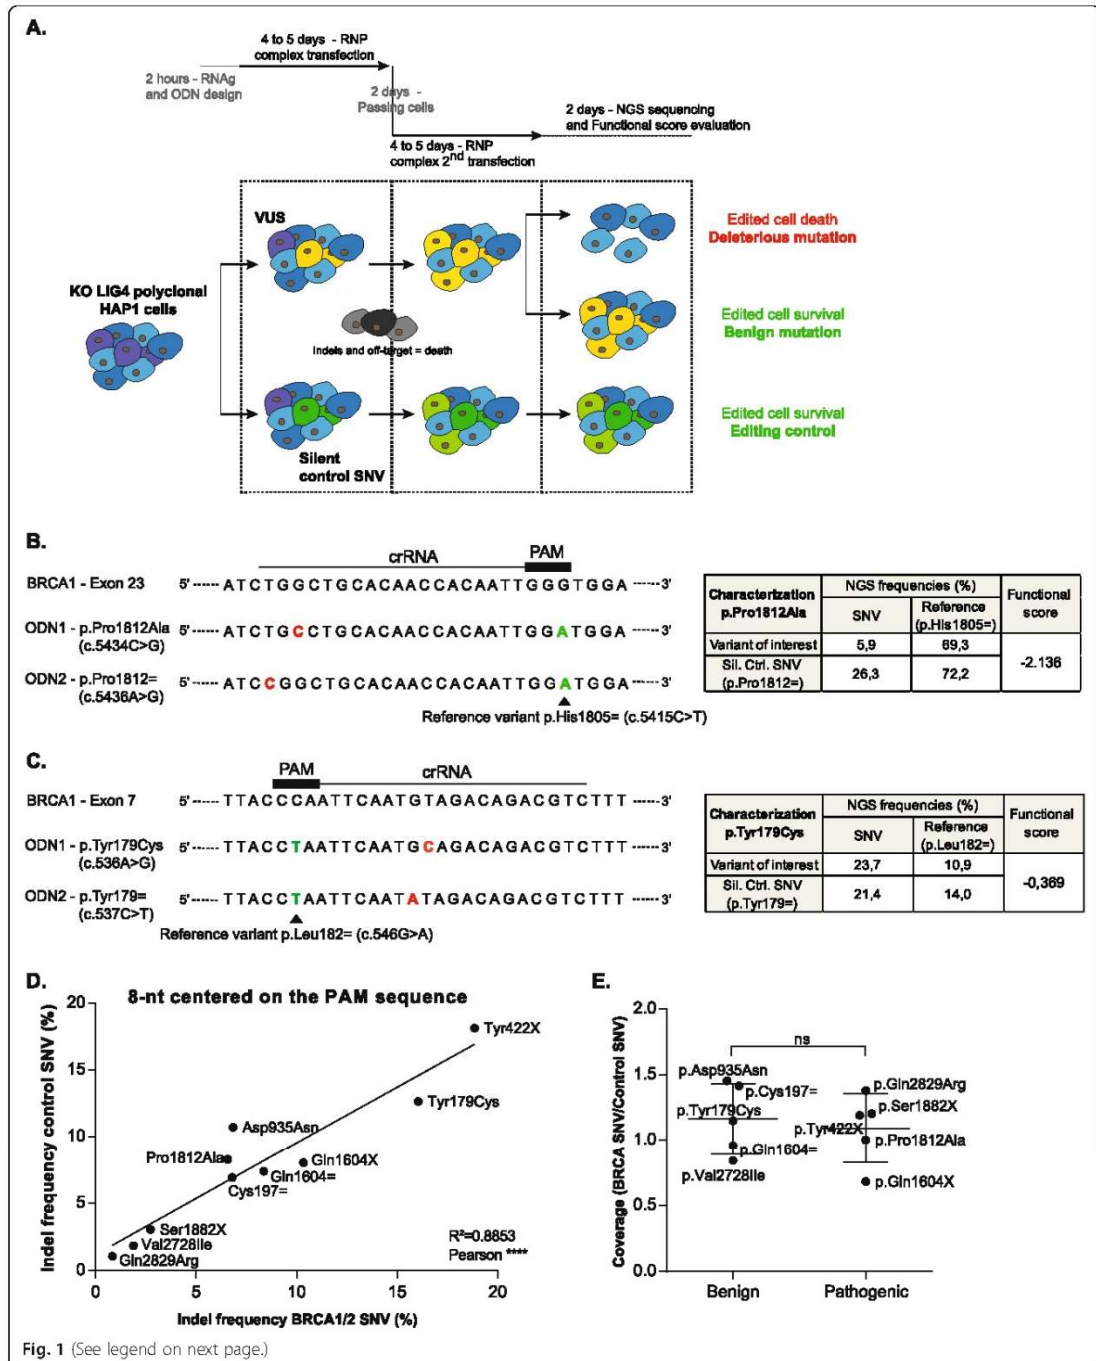 A.
4 to 5 days - RNP
complex transfection
2 hours - RNAg
and ODN design
2 days -
Passing cells
2 days - NGS sequencing
and Functional score evaluation
4 to 5 days - RNP
complex 2nd transfection
VUS
Edited cell death
Deleterious mutation
KO LIG4 polyclonal
HAP1 cells
Indels and off-target = death
Edited cell survival
Benign mutation
Edited cell survival
Editing control
Silent
control SNV
B.
crRNA PAM
BRCA1 - Exon 23 5' ------ ATCTGGCTGCACAACCACAATTGGGTGGA ------3'
ODN1 - p.Pro1812Ala 5' ------ ATCTGCCTGCACAACCACAATTGGATGGA ------3'
(c.5434C>G)
ODN2 - p.Pro1812= 5' ------ ATCCGGCTGCACAACCACAATTGGATGGA ------3'
(c.5436A>G)
Reference variant p.His1805= (c.5415C>T)
Characterization
p.Pro1812Ala
NGS frequencies (%)
Functional
score
SNV
Reference
(p.His1805=)
Variant of interest 5,9 69,3
-2.136
Sil. Ctrl. SNV
(p.Pro1812=)
26,3 72,2
C.
PAM crRNA
BRCA1 - Exon 7 5' ------ TTACCCAATTCAATGTAGACAGACGTCTTT ------3'
ODN1 - p.Tyr179Cys 5' ------ TTACCTAATTCAATGCAGACAGACGTCTTT ------3'
(c.536A>G)
ODN2 - p.Tyr179= 5' ------ TTACCTAATTCAATATAGACAGACGTCTTT ------3'
(c.537C>T)
Reference variant p.Leu182= (c.546G>A)
Characterization
p.Tyr179Cys
NGS frequencies (%)
Functional
score
SNV
Reference
(p.Leu182=)
Variant of interest 23,7 10,9
-0,369
Sil. Ctrl. SNV
(p.Tyr179=)
21,4 14,0
D.
8-nt centered on the PAM sequence
Indel frequency control SNV (%)
20
15
10
5
0
Tyr422X
Tyr179Cys
Asp935Asn
Pro1812Ala
Gln1604X
Gln1604=
Cys197=
Ser1882X
Val2728Ile
Gln2829Arg
R²=0.8853
Pearson ****
0 5 10 15 20
Indel frequency BRCA1/2 SNV (%)
E.
Coverage (BRCA SNV/Control SNV)
2.0
1.5
1.0
0.5
0.0
ns
p.Asp935Asn
p.Cys197=
p.Tyr179Cys
p.Gln1604=
p.Val2728Ile
p.Gln2829Arg
p.Ser1882X
p.Tyr422X
p.Pro1812Ala
p.Gln1604X
Benign Pathogenic
Fig. 1 (See legend on next page.)